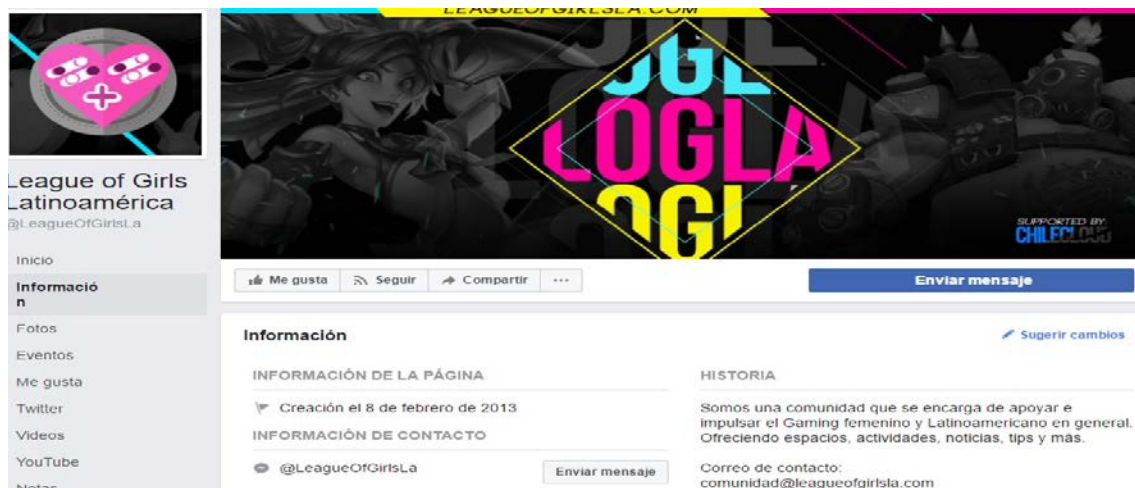 LEAGUEOFGIRLSLA.COM
LOGLA
SUPPORTED BY:
CHILECLOUD
League of Girls
Latinoamérica
@LeagueOfGirlsLa
Inicio
Informació
n
Fotos
Eventos
Me gusta
Twitter
Videos
YouTube
Notas
Me gusta Seguir Compartir ...
Enviar mensaje
Información
Sugerir cambios
INFORMACIÓN DE LA PÁGINA
Creación el 8 de febrero de 2013
INFORMACIÓN DE CONTACTO
@LeagueOfGirlsLa
Enviar mensaje
HISTORIA
Somos una comunidad que se encarga de apoyar e
impulsar el Gaming femenino y Latinoamericano en general.
Ofreciendo espacios, actividades, noticias, tips y más.
Correo de contacto:
comunidad@leagueofgirlsla.com